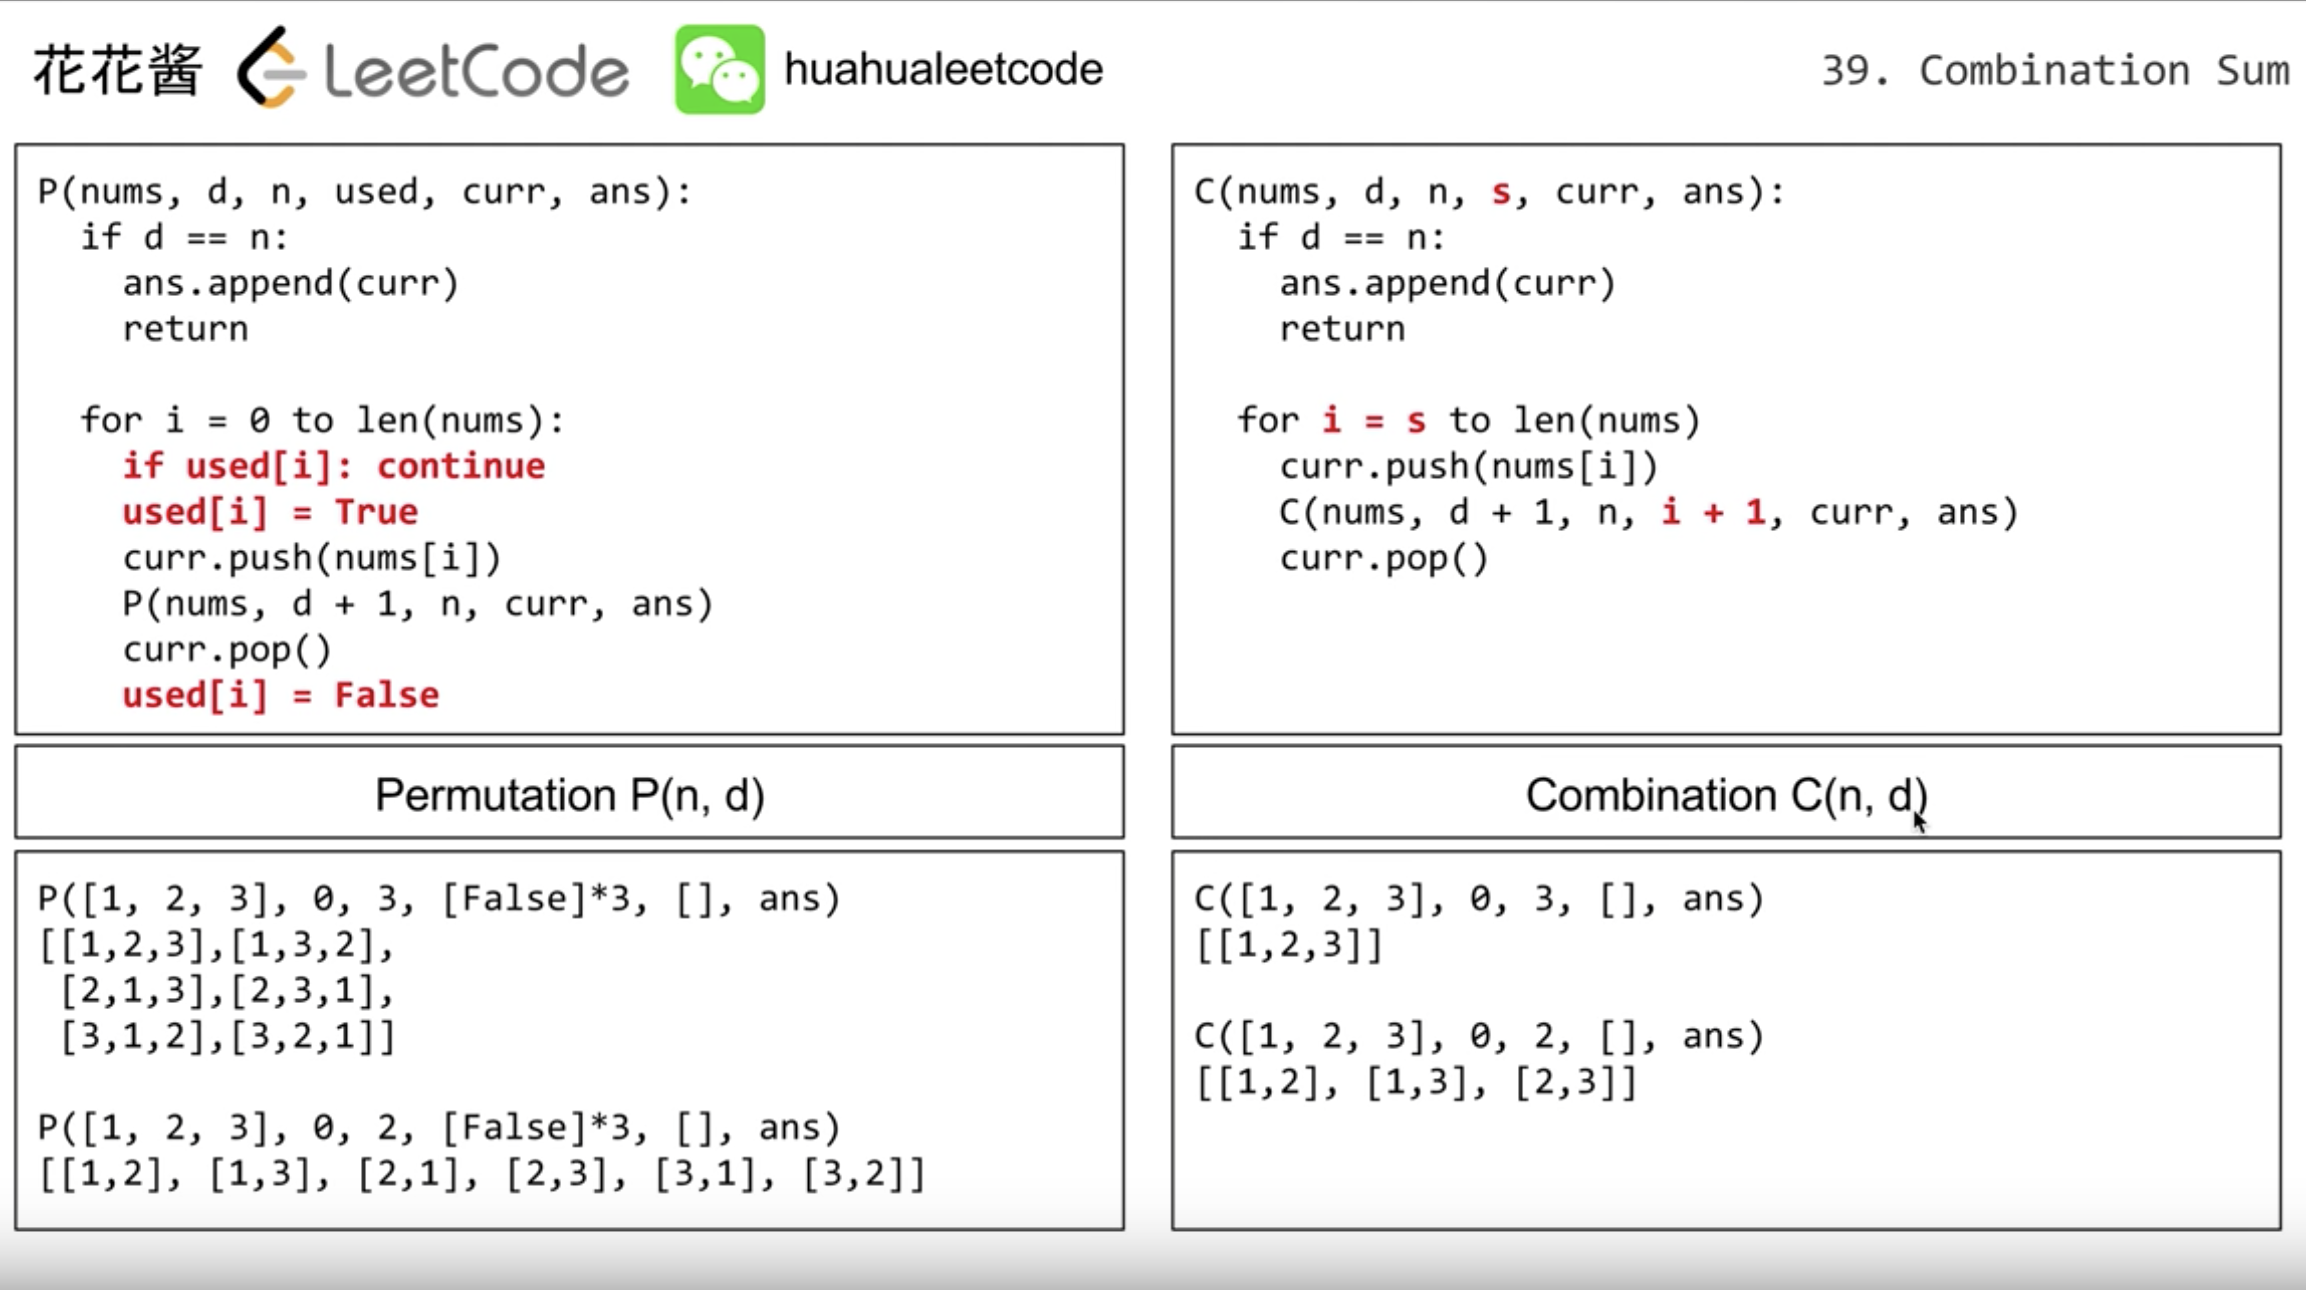 花花酱 LeetCode huahualeetcode 39. Combination Sum
P(nums, d, n, used, curr, ans):
  if d == n:
    ans.append(curr)
    return

  for i = 0 to len(nums):
    if used[i]: continue
    used[i] = True
    curr.push(nums[i])
    P(nums, d + 1, n, curr, ans)
    curr.pop()
    used[i] = False
Permutation P(n, d)
P([1, 2, 3], 0, 3, [False]*3, [], ans)
[[1,2,3],[1,3,2],
 [2,1,3],[2,3,1],
 [3,1,2],[3,2,1]]

P([1, 2, 3], 0, 2, [False]*3, [], ans)
[[1,2], [1,3], [2,1], [2,3], [3,1], [3,2]]
C(nums, d, n, s, curr, ans):
  if d == n:
    ans.append(curr)
    return

  for i = s to len(nums)
    curr.push(nums[i])
    C(nums, d + 1, n, i + 1, curr, ans)
    curr.pop()
Combination C(n, d)
C([1, 2, 3], 0, 3, [], ans)
[[1,2,3]]

C([1, 2, 3], 0, 2, [], ans)
[[1,2], [1,3], [2,3]]